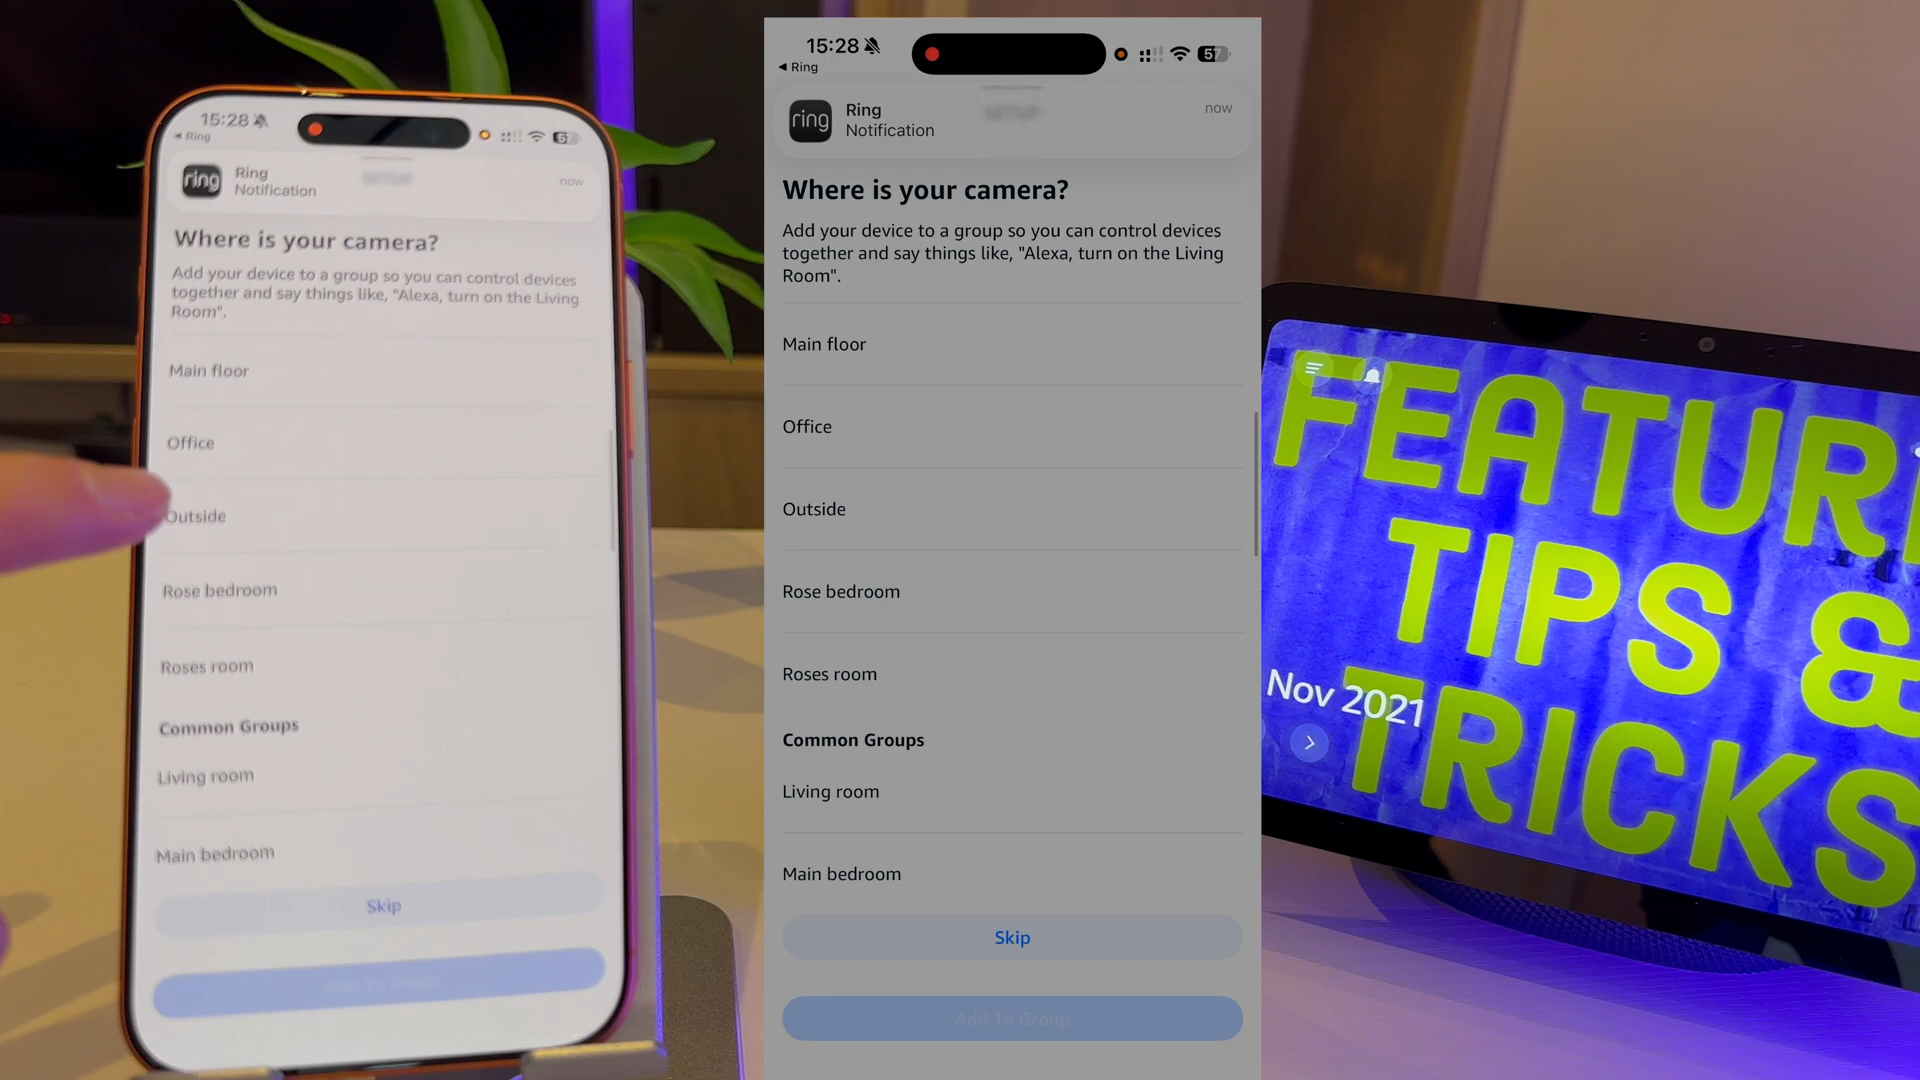 15:28
Ring
57
ring
Ring
Notification
SETUP
now
Where is your camera?
Add your device to a group so you can control devices
together and say things like, "Alexa, turn on the Living
Room".
Main floor
Office
Outside
Rose bedroom
Roses room
Common Groups
Living room
Main bedroom
Skip
Add To Group
15:28
Ring
57
ring
Ring
Notification
SETUP
now
Where is your camera?
Add your device to a group so you can control devices
together and say things like, "Alexa, turn on the Living
Room".
Main floor
Office
Outside
Rose bedroom
Roses room
Common Groups
Living room
Main bedroom
Skip
Add To Group
FEATUR
TIPS &
TRICKS
Nov 2021